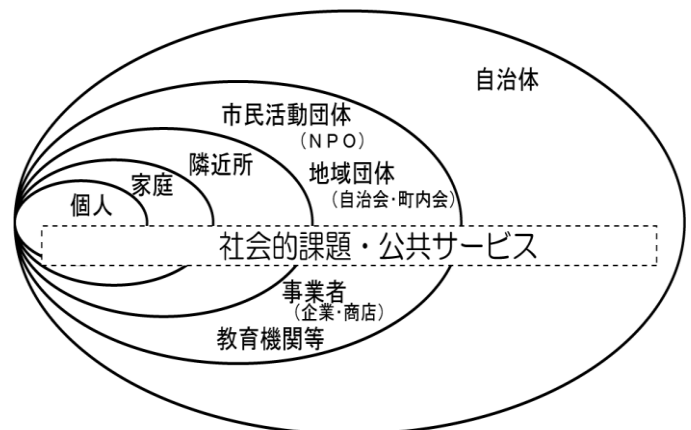 自治体
市民活動団体
（ＮＰＯ）
隣近所
地域団体
（自治会・町内会）
家庭
個人
社会的課題・公共サービス
事業者
（企業・商店）
教育機関等